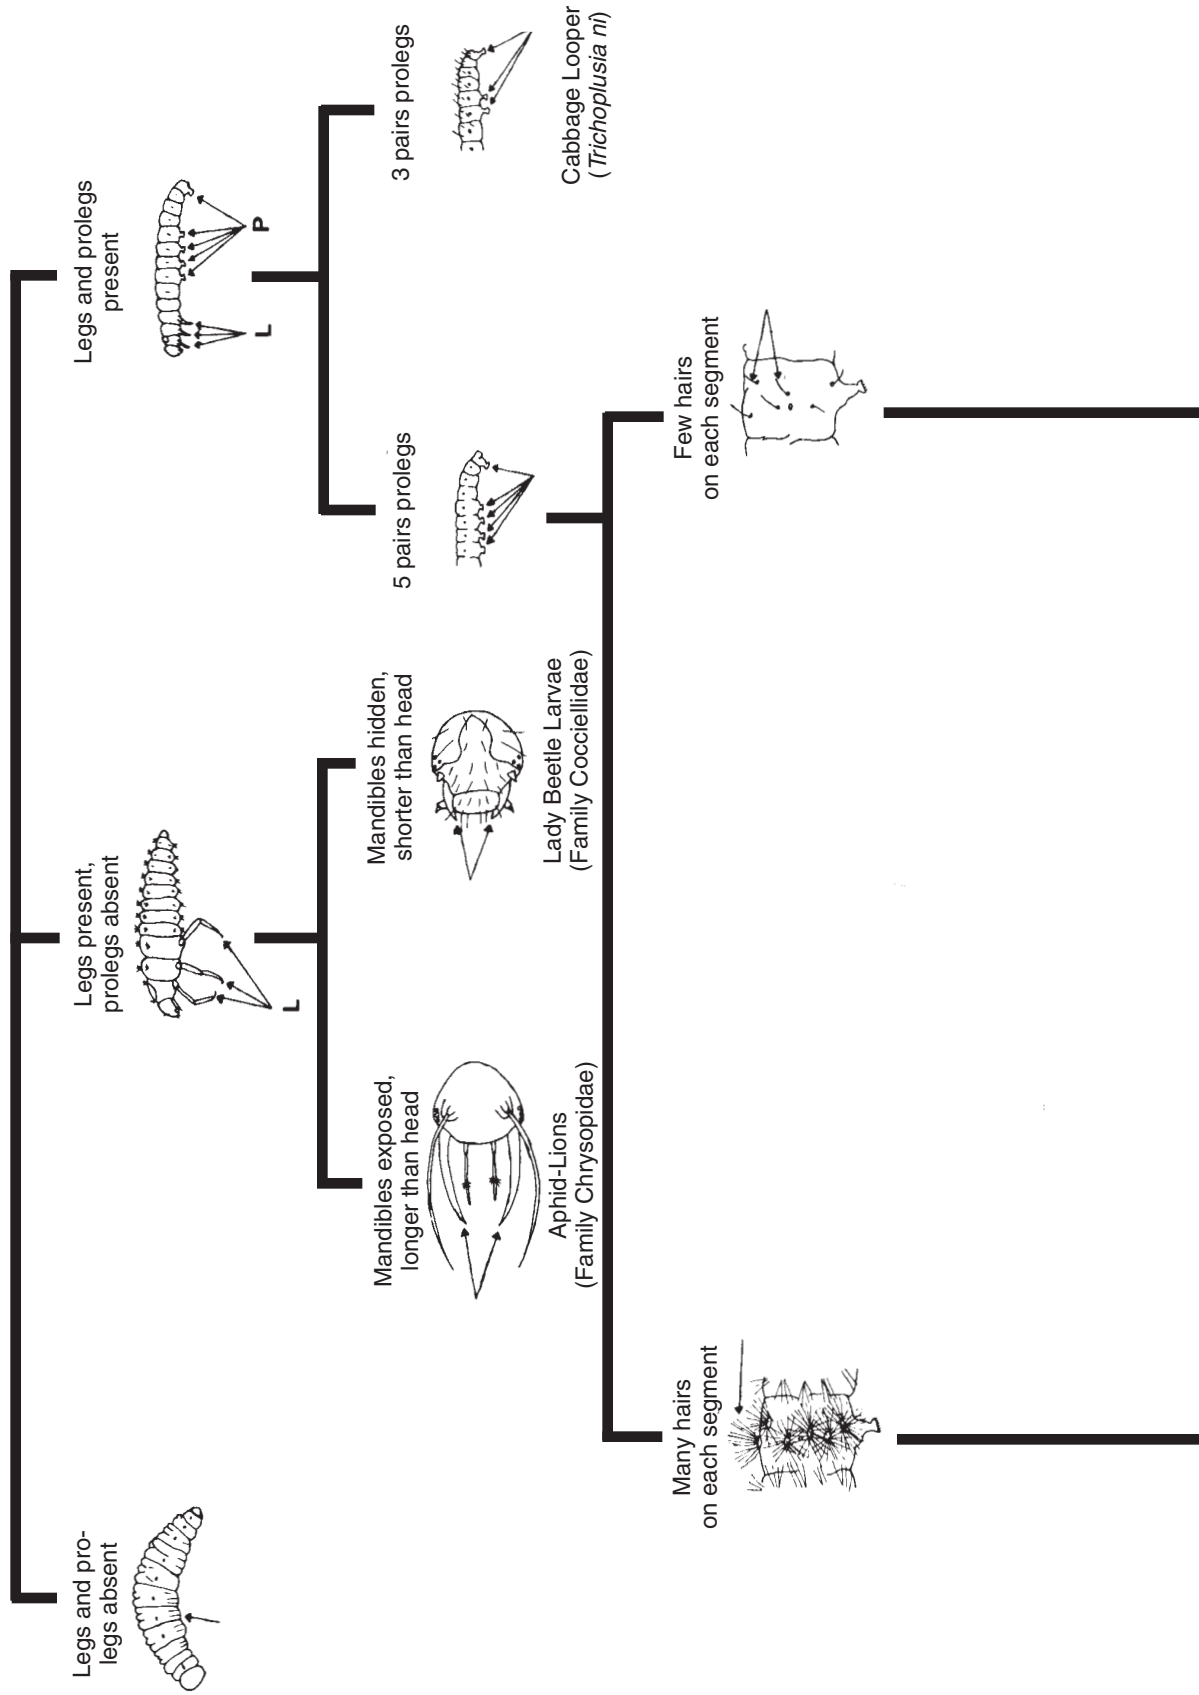 Legs and pro-
legs absent
Legs present,
prolegs absent
L
Legs and prolegs
present
L
P
Mandibles exposed,
longer than head
Aphid-Lions
(Family Chrysopidae)
Mandibles hidden,
shorter than head
Lady Beetle Larvae
(Family Cocciellidae)
5 pairs prolegs
3 pairs prolegs
Cabbage Looper
(Trichoplusia ni)
Many hairs
on each segment
Few hairs
on each segment